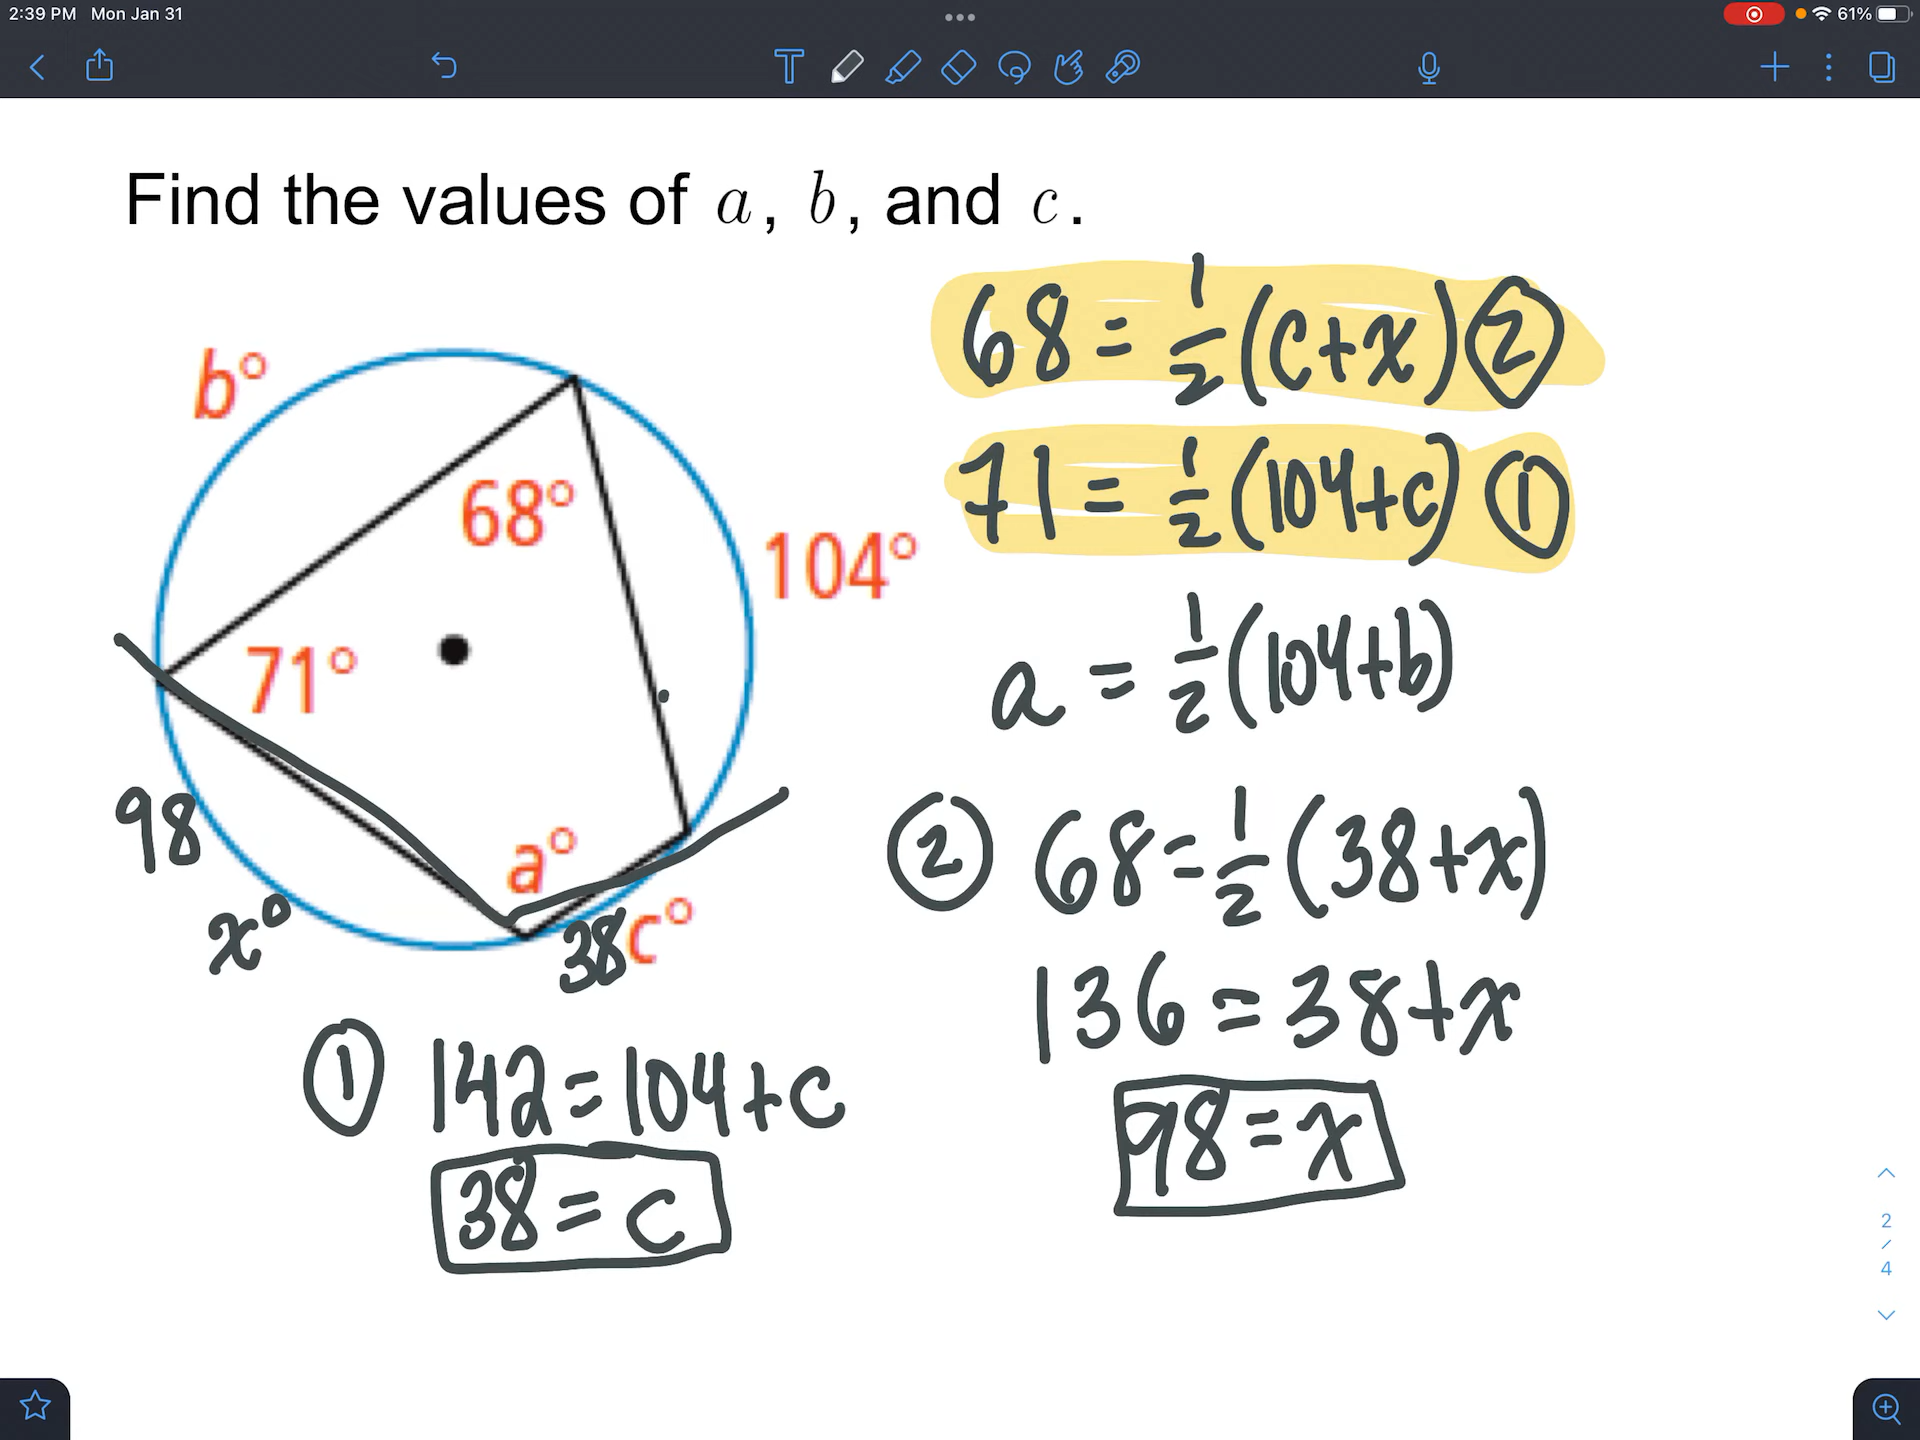 2:39 PM Mon Jan 31
61%
T
Find the values of a, b, and c.
68 = 1/2 (c+x) ②
71 = 1/2 (104+c) ①
a = 1/2 (104+b)
b°
68°
104°
71°
98
a°
x°
38 c°
② 68 = 1/2 (38+x)
136 = 38+x
98 = x
① 142 = 104+c
38 = c
2
/
4